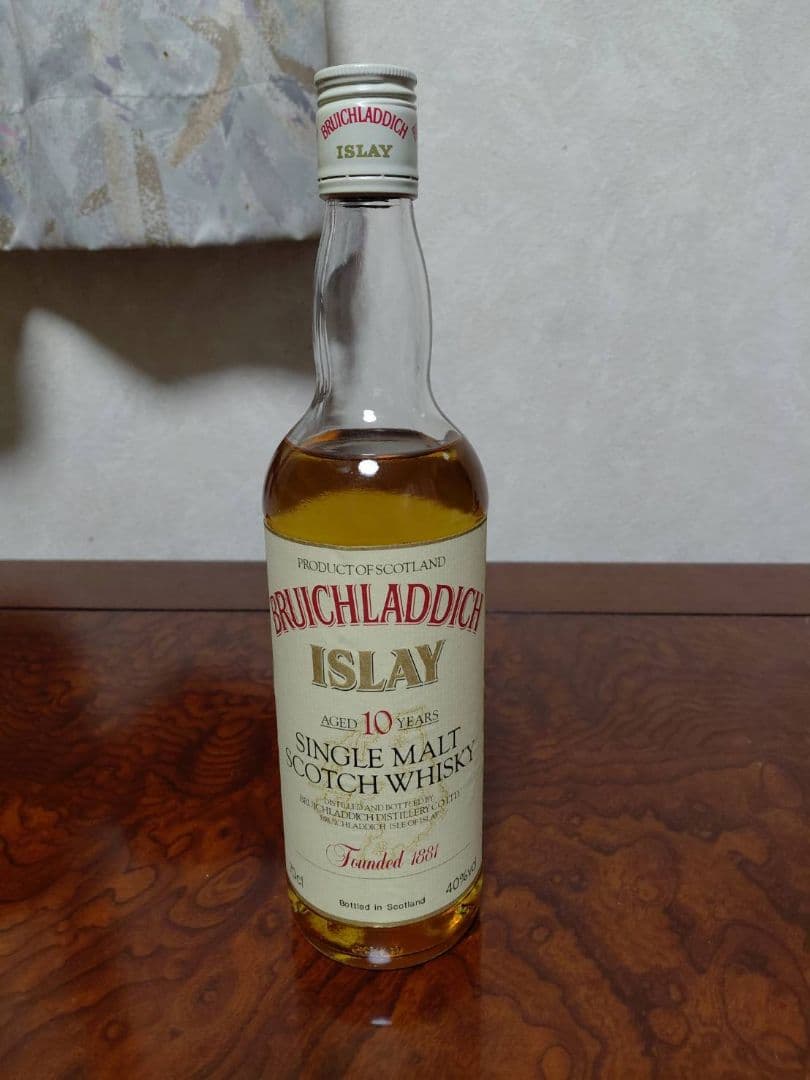 BRUICHLADDICH
ISLAY
PRODUCT OF SCOTLAND
BRUICHLADDICH
ISLAY
AGED 10 YEARS
SINGLE MALT
SCOTCH WHISKY
DISTILLED AND BOTTLED BY
BRUICHLADDICH DISTILLERY CO LTD
BRUICHLADDICH ISLE OF ISLAY
Founded 1881
40%vol
Bottled in Scotland